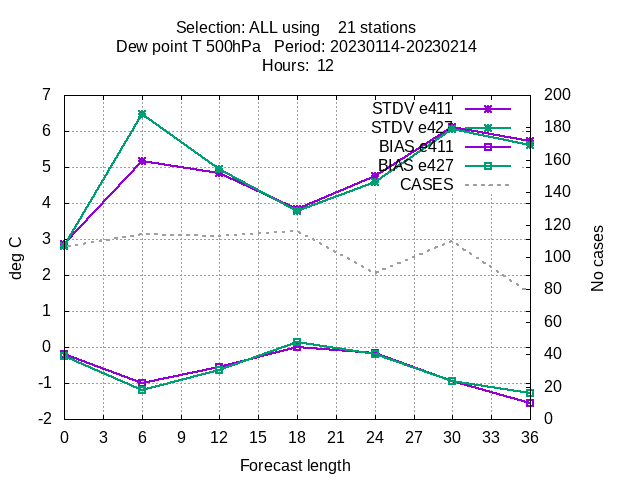 Selection: ALL using 21 stations
Dew point T 500hPa Period: 20230114-20230214
Hours: 12
7
6
5
4
3
2
1
0
-1
-2
deg C
200
180
160
140
120
100
80
60
40
20
0
No cases
STDV e411
STDV e427
BIAS e411
BIAS e427
CASES
0 3 6 9 12 15 18 21 24 27 30 33 36
Forecast length